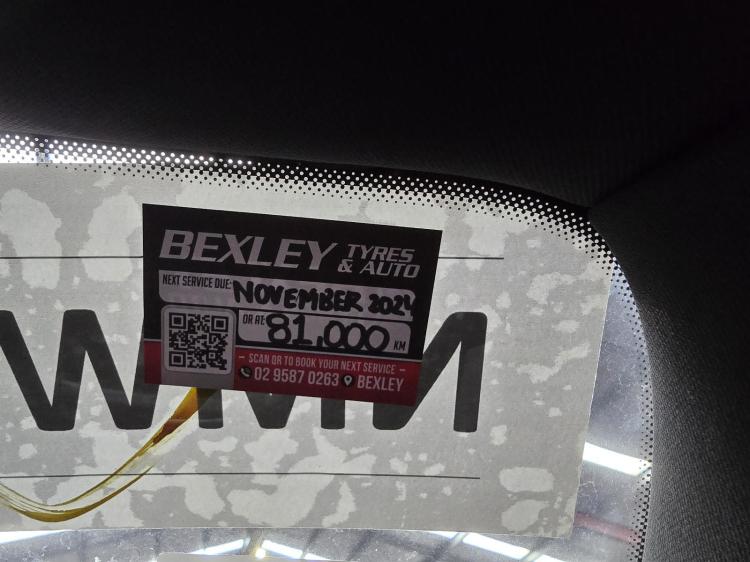 BEXLEY TYRES & AUTO
NEXT SERVICE DUE: NOVEMBER 2024
OR AT: 81,000 KM
– SCAN QR TO BOOK YOUR NEXT SERVICE –
02 9587 0263 BEXLEY